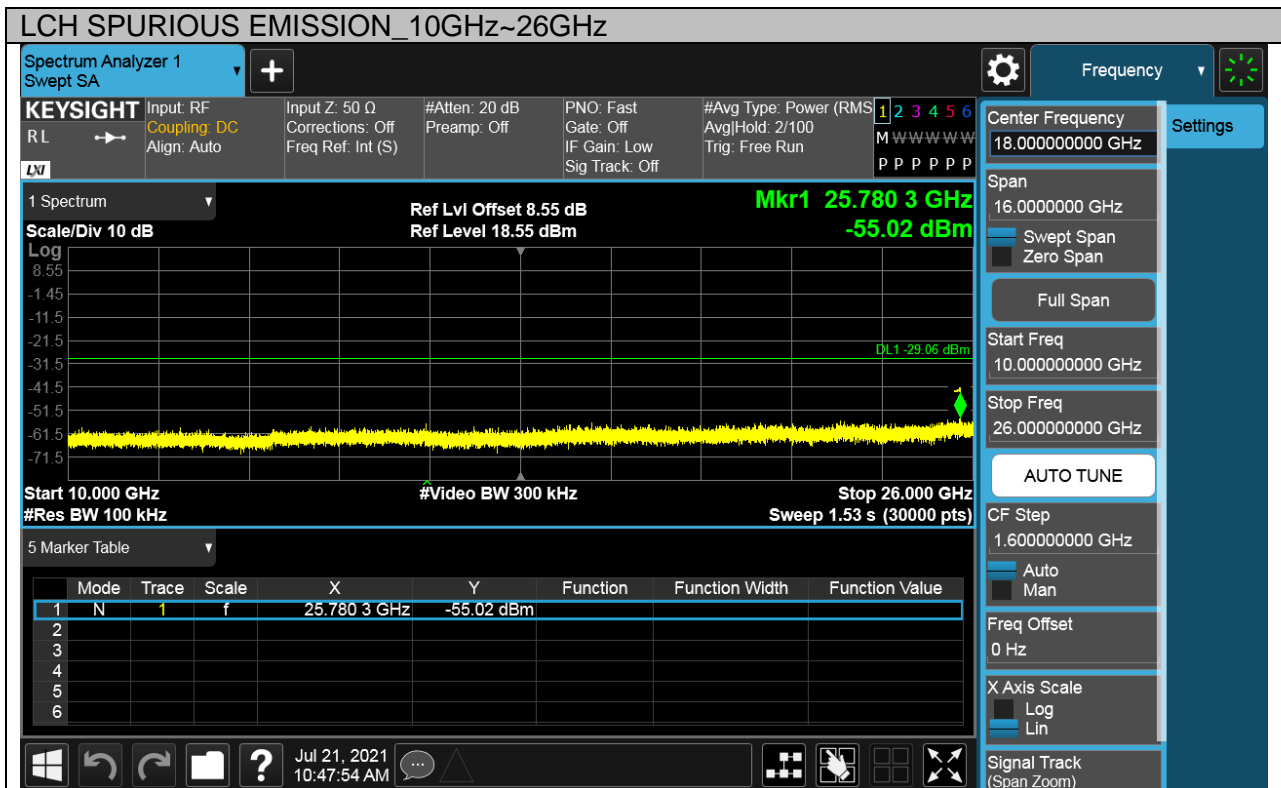 LCH SPURIOUS EMISSION_10GHz~26GHz
Spectrum Analyzer 1
Swept SA
+
Frequency
KEYSIGHT
RL
LXI
Input: RF
Coupling: DC
Align: Auto
Input Z: 50 Ω
Corrections: Off
Freq Ref: Int (S)
#Atten: 20 dB
Preamp: Off
PNO: Fast
Gate: Off
IF Gain: Low
Sig Track: Off
#Avg Type: Power (RMS
Avg|Hold: 2/100
Trig: Free Run
1 2 3 4 5 6
M W W W W W
P P P P P P
1 Spectrum
Scale/Div 10 dB
Ref Lvl Offset 8.55 dB
Ref Level 18.55 dBm
Mkr1 25.780 3 GHz
-55.02 dBm
Log
8.55
-1.45
-11.5
-21.5
-31.5
-41.5
-51.5
-61.5
-71.5
DL1 -29.06 dBm
1
Start 10.000 GHz
#Video BW 300 kHz
Stop 26.000 GHz
#Res BW 100 kHz
Sweep 1.53 s (30000 pts)
5 Marker Table
Mode Trace Scale X Y Function Function Width Function Value
1 N 1 f 25.780 3 GHz -55.02 dBm
2
3
4
5
6
?
Jul 21, 2021
10:47:54 AM
Center Frequency
18.000000000 GHz
Settings
Span
16.0000000 GHz
Swept Span
Zero Span
Full Span
Start Freq
10.000000000 GHz
Stop Freq
26.000000000 GHz
AUTO TUNE
CF Step
1.600000000 GHz
Auto
Man
Freq Offset
0 Hz
X Axis Scale
Log
Lin
Signal Track
(Span Zoom)